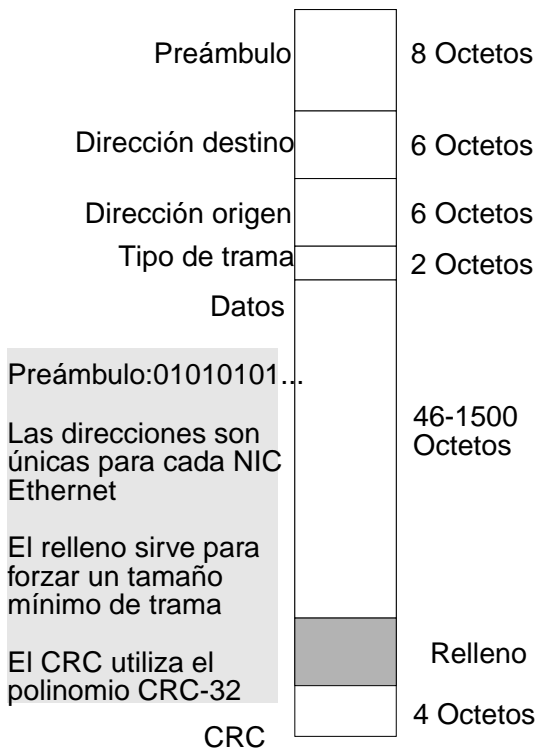 Preámbulo 8 Octetos
Dirección destino 6 Octetos
Dirección origen 6 Octetos
Tipo de trama 2 Octetos
Datos
46-1500
Octetos
Preámbulo:01010101...
Las direcciones son
únicas para cada NIC
Ethernet
El relleno sirve para
forzar un tamaño
mínimo de trama
El CRC utiliza el
polinomio CRC-32
Relleno
CRC 4 Octetos